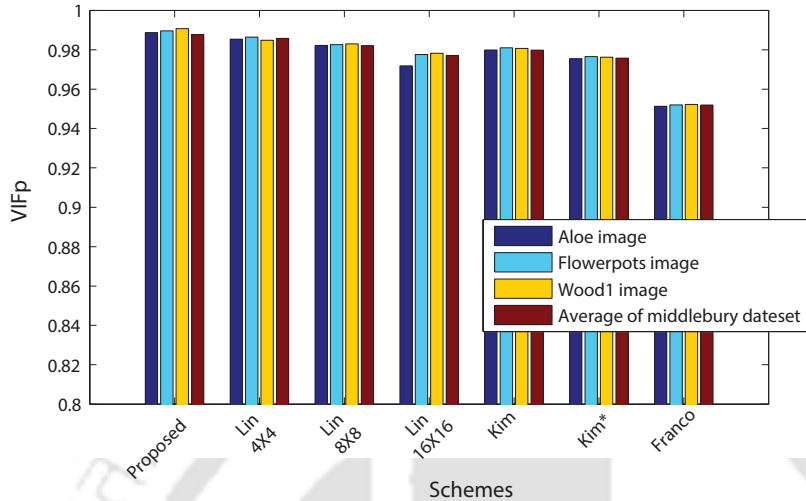 1
0.98
0.96
0.94
0.92
0.9
0.88
0.86
0.84
0.82
0.8
VIFp
Aloe image
Flowerpots image
Wood1 image
Average of middlebury dateset
Proposed
Lin
4X4
Lin
8X8
Lin
16X16
Kim
Kim*
Franco
Schemes